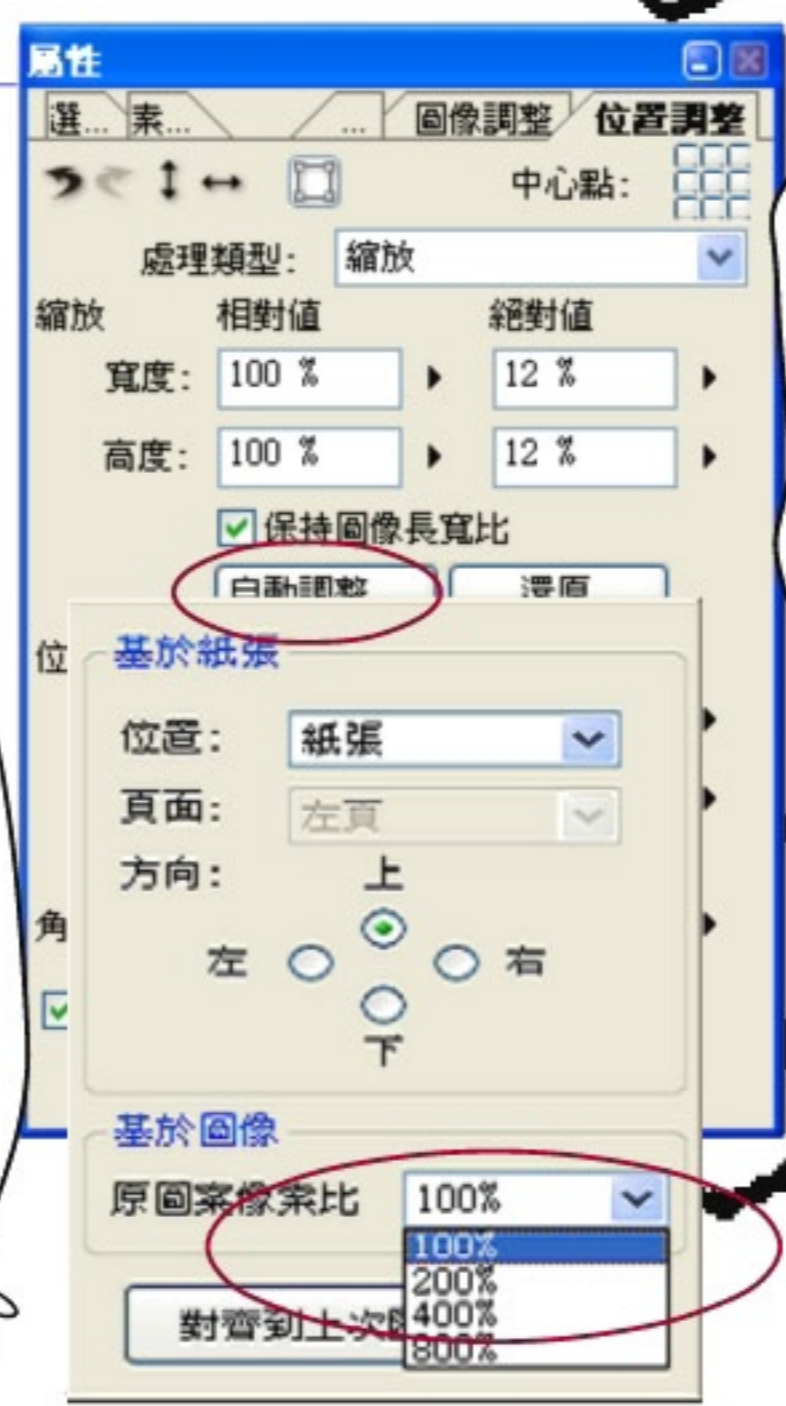 屬性
選... 素... ... 圖像調整 位置調整
中心點:
處理類型: 縮放
縮放 相對值 絕對值
寬度: 100 % 12 %
高度: 100 % 12 %
保持圖像長寬比
自動調整 還原
位
基於紙張
位置: 紙張
頁面: 左頁
方向: 上
左 右
下
角
基於圖像
原圖案像素比 100%
100%
200%
400%
800%
對齊到上次